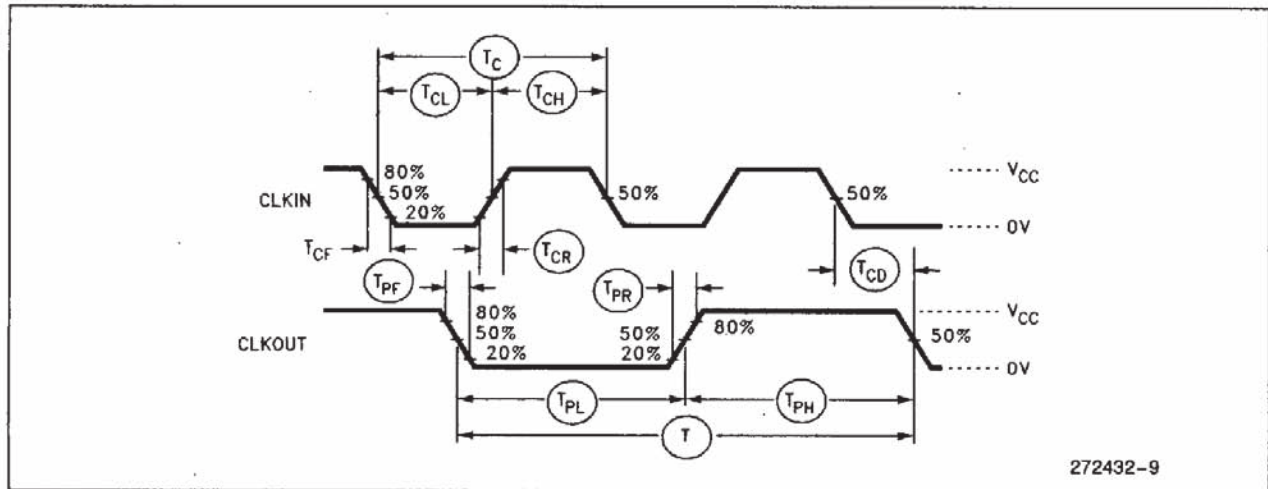 T_C
T_CL T_CH
80%
50%
20%
CLKIN
50%
50%
V_CC
0V
T_CF
T_CR
T_CD
T_PF
T_PR
80%
50%
20%
CLKOUT
50%
20%
80%
50%
V_CC
0V
T_PL T_PH
T
272432-9